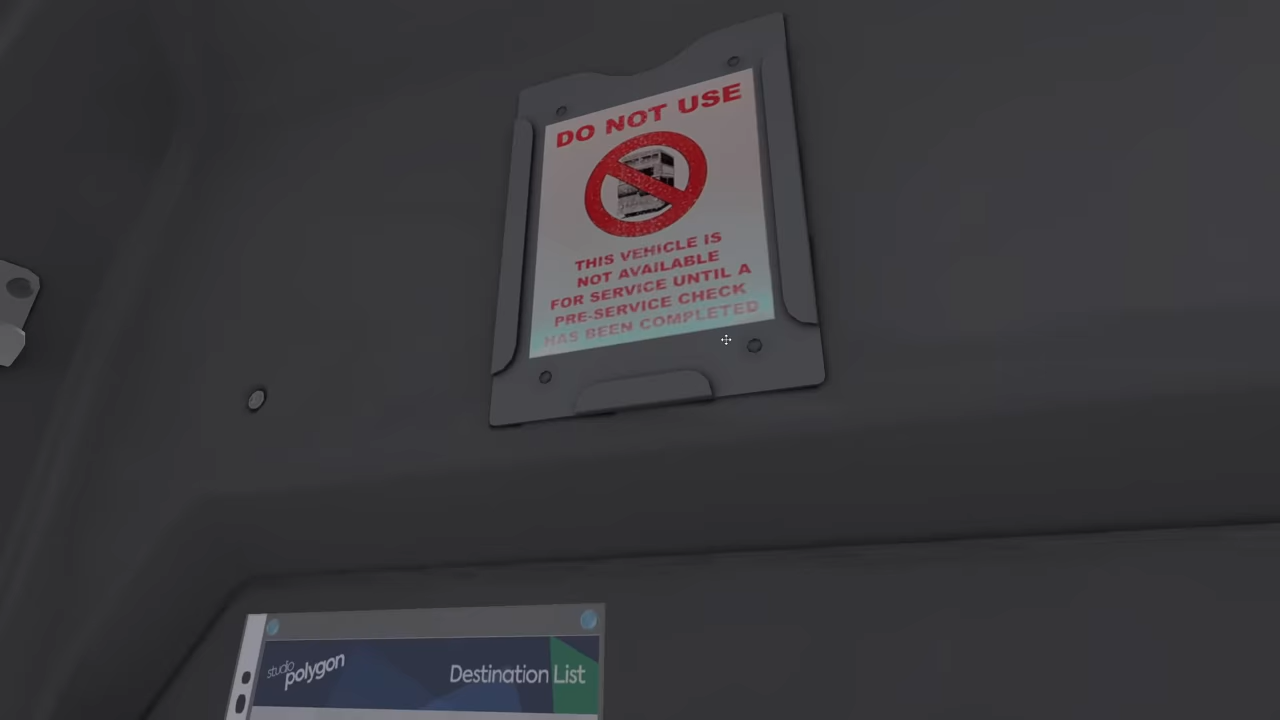 DO NOT USE
THIS VEHICLE IS
NOT AVAILABLE
FOR SERVICE UNTIL A
PRE-SERVICE CHECK
HAS BEEN COMPLETED
studio
polygon
Destination List